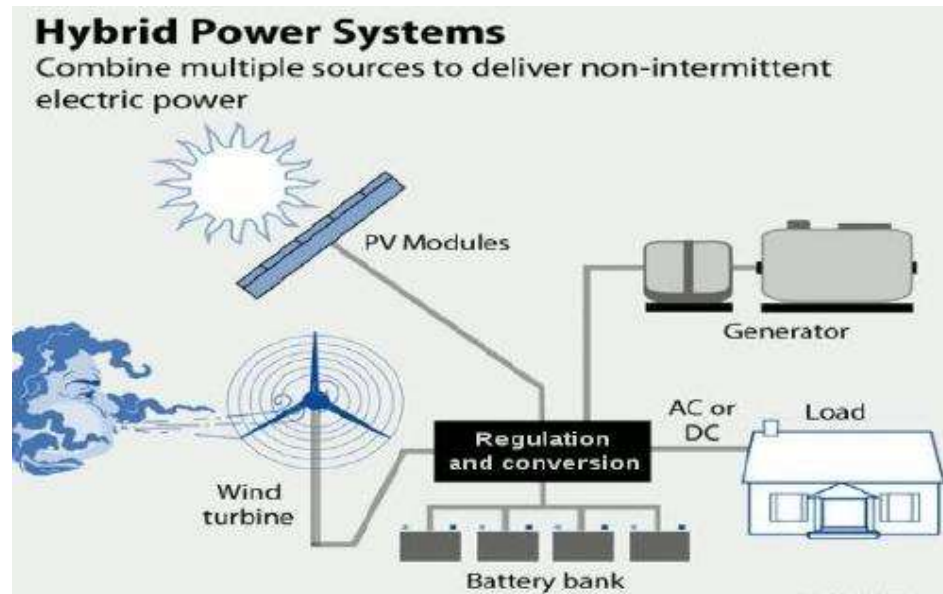 Hybrid Power Systems
Combine multiple sources to deliver non-intermittent
electric power
PV Modules
Generator
AC or
DC
Load
Regulation
and conversion
Wind
turbine
Battery bank